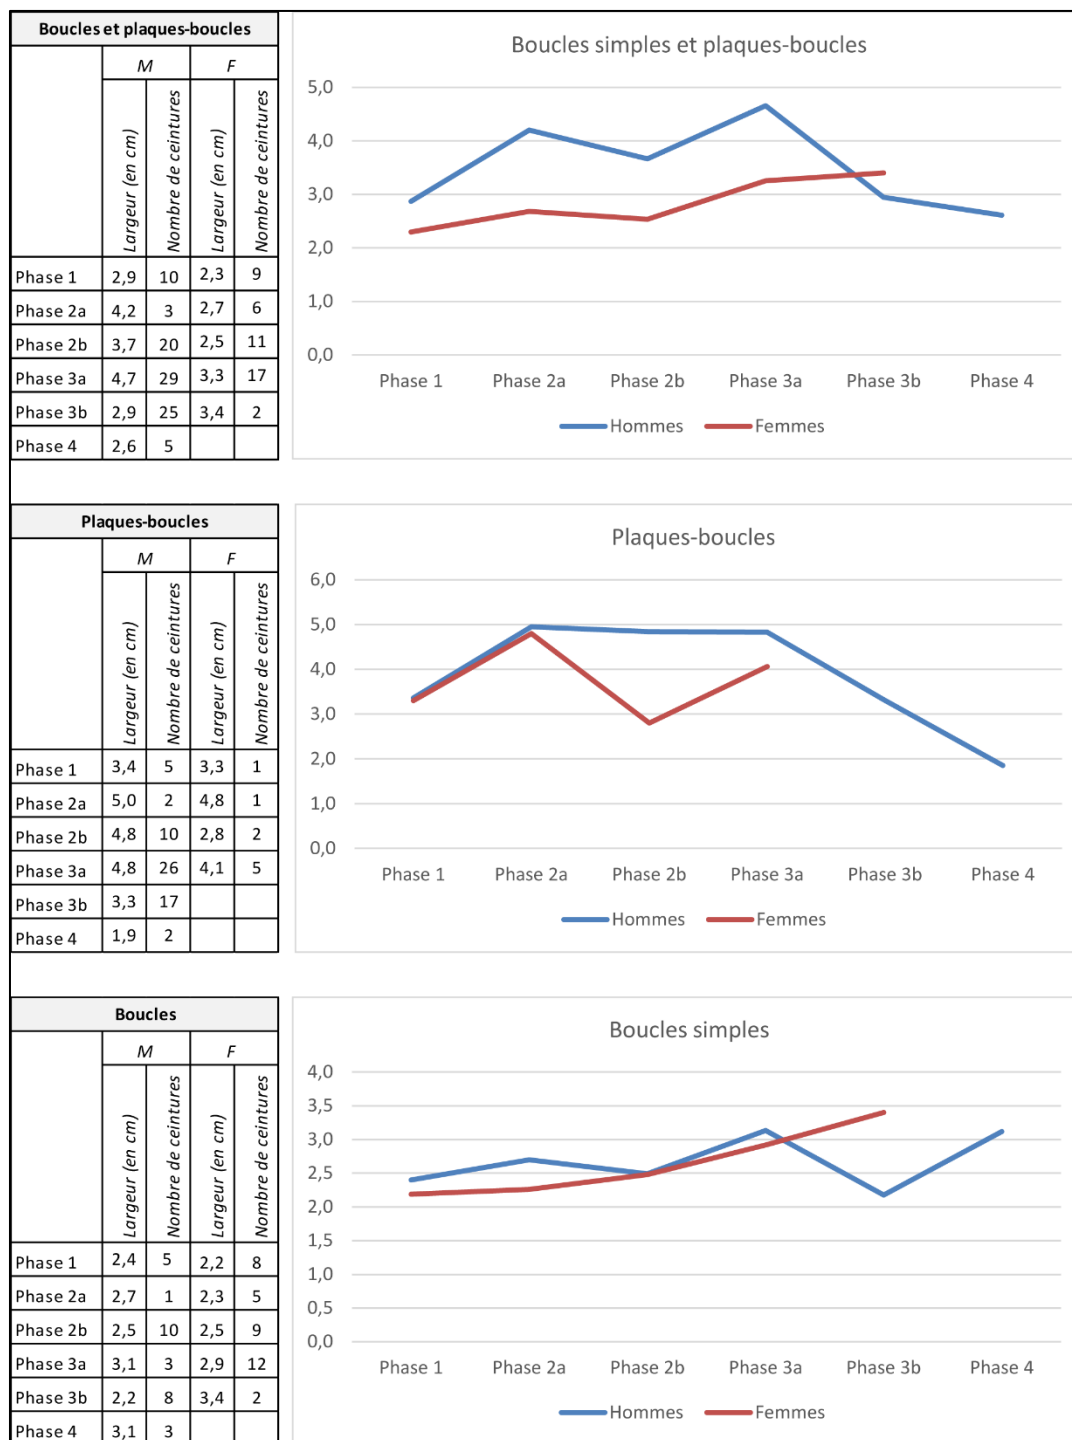 Boucles et plaques-boucles
M F
Largeur (en cm) Nombre de ceintures Largeur (en cm) Nombre de ceintures
Phase 1 2,9 10 2,3 9
Phase 2a 4,2 3 2,7 6
Phase 2b 3,7 20 2,5 11
Phase 3a 4,7 29 3,3 17
Phase 3b 2,9 25 3,4 2
Phase 4 2,6 5
Boucles simples et plaques-boucles
5,0
4,0
3,0
2,0
1,0
0,0
Phase 1 Phase 2a Phase 2b Phase 3a Phase 3b Phase 4
Hommes Femmes
Plaques-boucles
M F
Largeur (en cm) Nombre de ceintures Largeur (en cm) Nombre de ceintures
Phase 1 3,4 5 3,3 1
Phase 2a 5,0 2 4,8 1
Phase 2b 4,8 10 2,8 2
Phase 3a 4,8 26 4,1 5
Phase 3b 3,3 17
Phase 4 1,9 2
Plaques-boucles
6,0
5,0
4,0
3,0
2,0
1,0
0,0
Phase 1 Phase 2a Phase 2b Phase 3a Phase 3b Phase 4
Hommes Femmes
Boucles
M F
Largeur (en cm) Nombre de ceintures Largeur (en cm) Nombre de ceintures
Phase 1 2,4 5 2,2 8
Phase 2a 2,7 1 2,3 5
Phase 2b 2,5 10 2,5 9
Phase 3a 3,1 3 2,9 12
Phase 3b 2,2 8 3,4 2
Phase 4 3,1 3
Boucles simples
4,0
3,5
3,0
2,5
2,0
1,5
1,0
0,5
0,0
Phase 1 Phase 2a Phase 2b Phase 3a Phase 3b Phase 4
Hommes Femmes